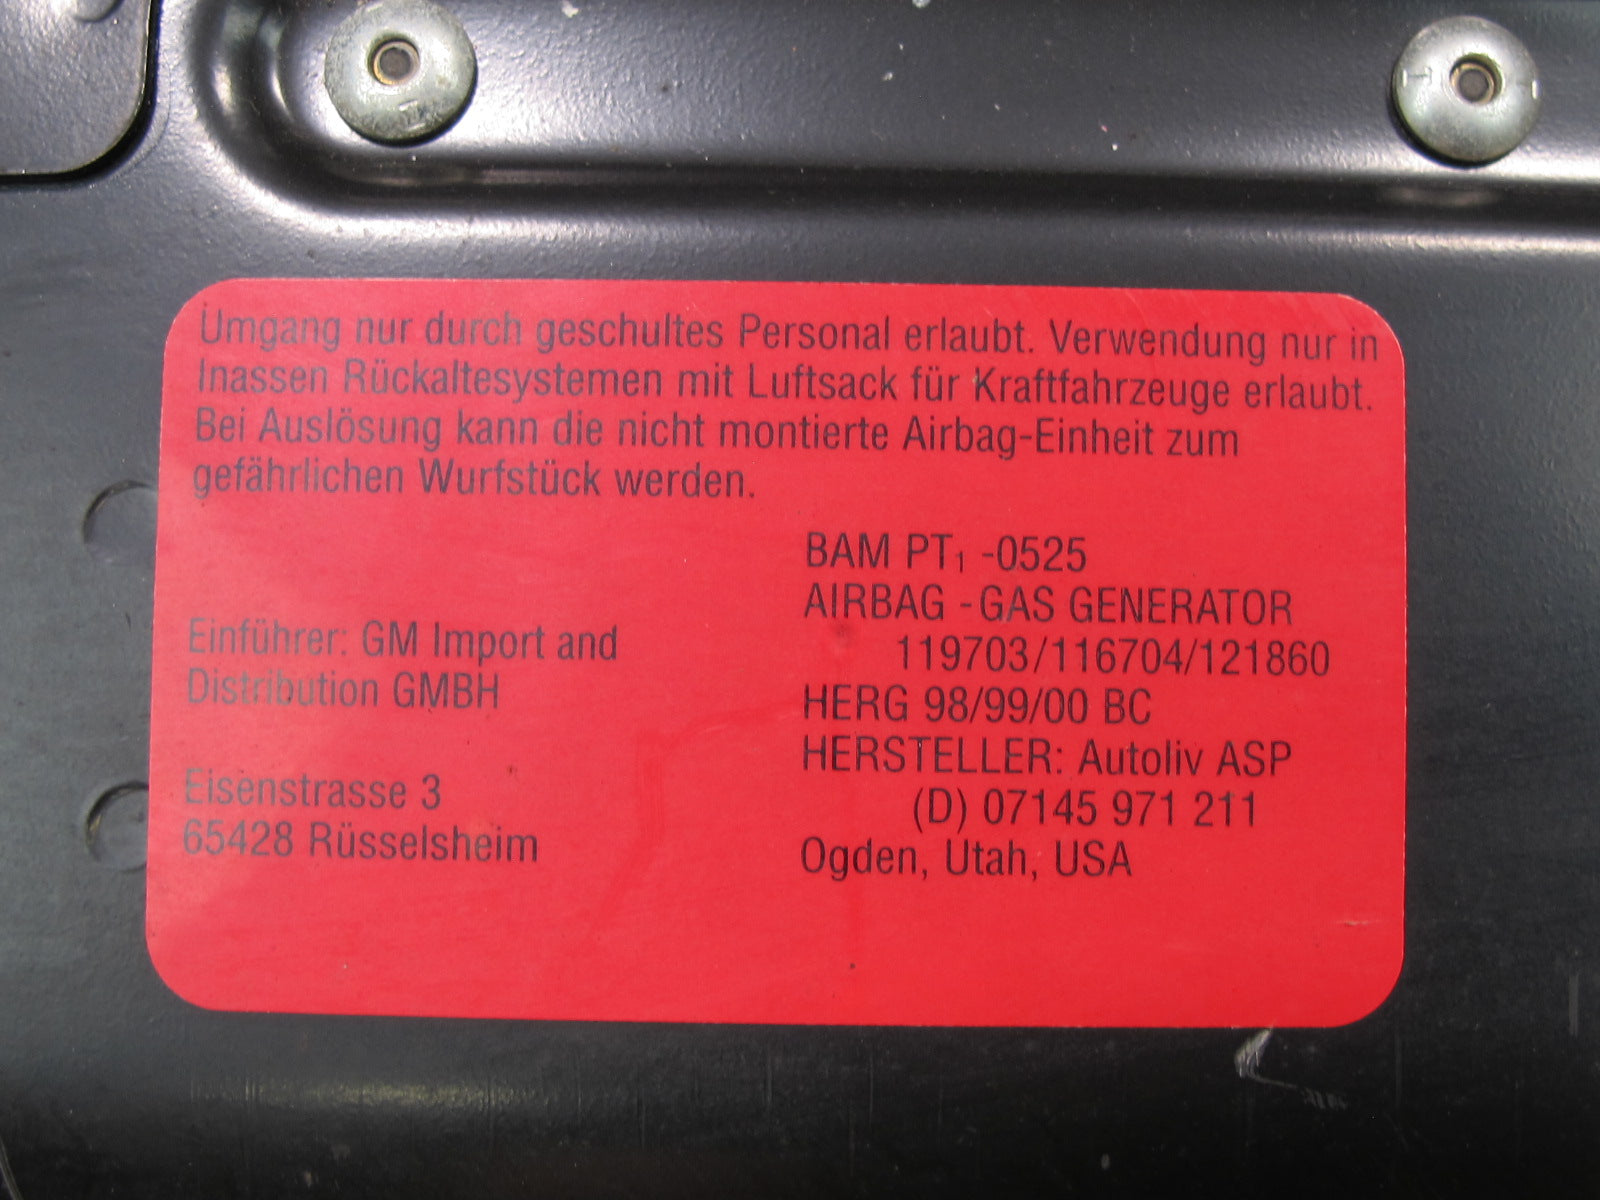 Umgang nur durch geschultes Personal erlaubt. Verwendung nur in
Inassen Rückaltesystemen mit Luftsack für Kraftfahrzeuge erlaubt.
Bei Auslösung kann die nicht montierte Airbag-Einheit zum
gefährlichen Wurfstück werden.
Einführer: GM Import and
Distribution GMBH
Eisenstrasse 3
65428 Rüsselsheim
BAM PT₁ -0525
AIRBAG -GAS GENERATOR
119703/116704/121860
HERG 98/99/00 BC
HERSTELLER: Autoliv ASP
(D) 07145 971 211
Ogden, Utah, USA